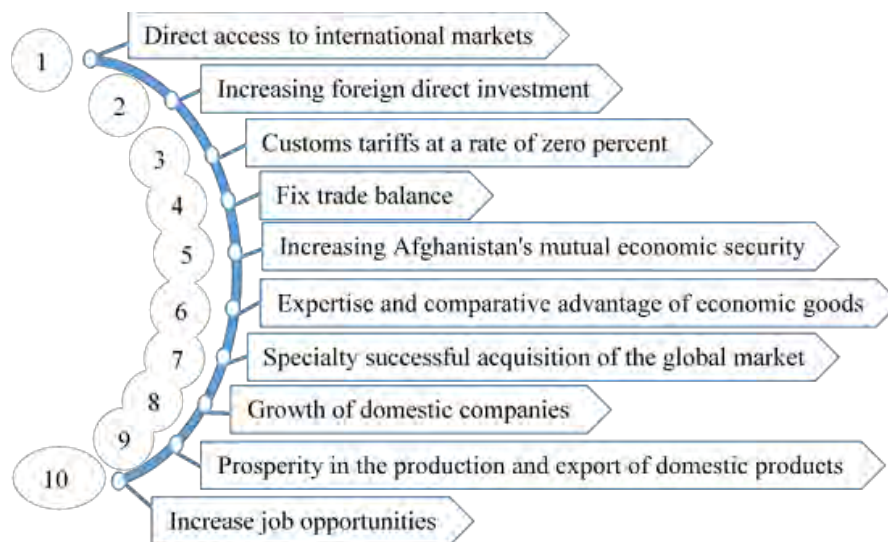 1
Direct access to international markets
2
Increasing foreign direct investment
3
Customs tariffs at a rate of zero percent
4
Fix trade balance
5
Increasing Afghanistan's mutual economic security
6
Expertise and comparative advantage of economic goods
7
Specialty successful acquisition of the global market
8
Growth of domestic companies
9
Prosperity in the production and export of domestic products
10
Increase job opportunities